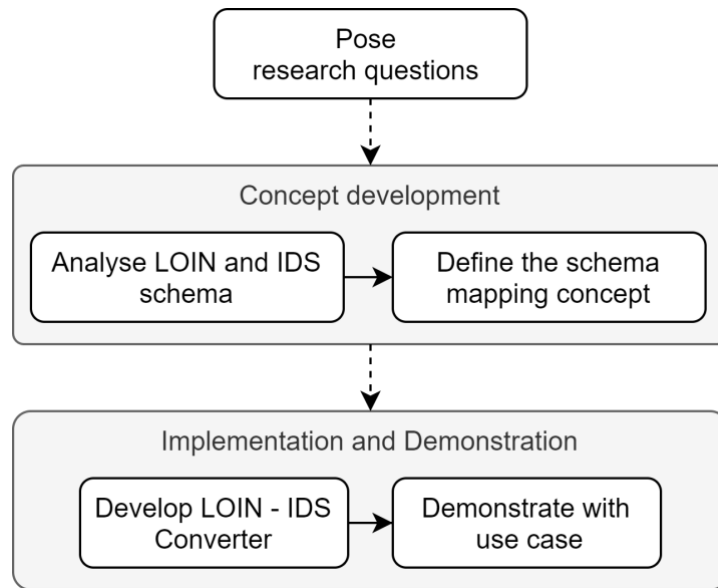 Pose
research questions
Concept development
Analyse LOIN and IDS
schema
Define the schema
mapping concept
Implementation and Demonstration
Develop LOIN - IDS
Converter
Demonstrate with
use case